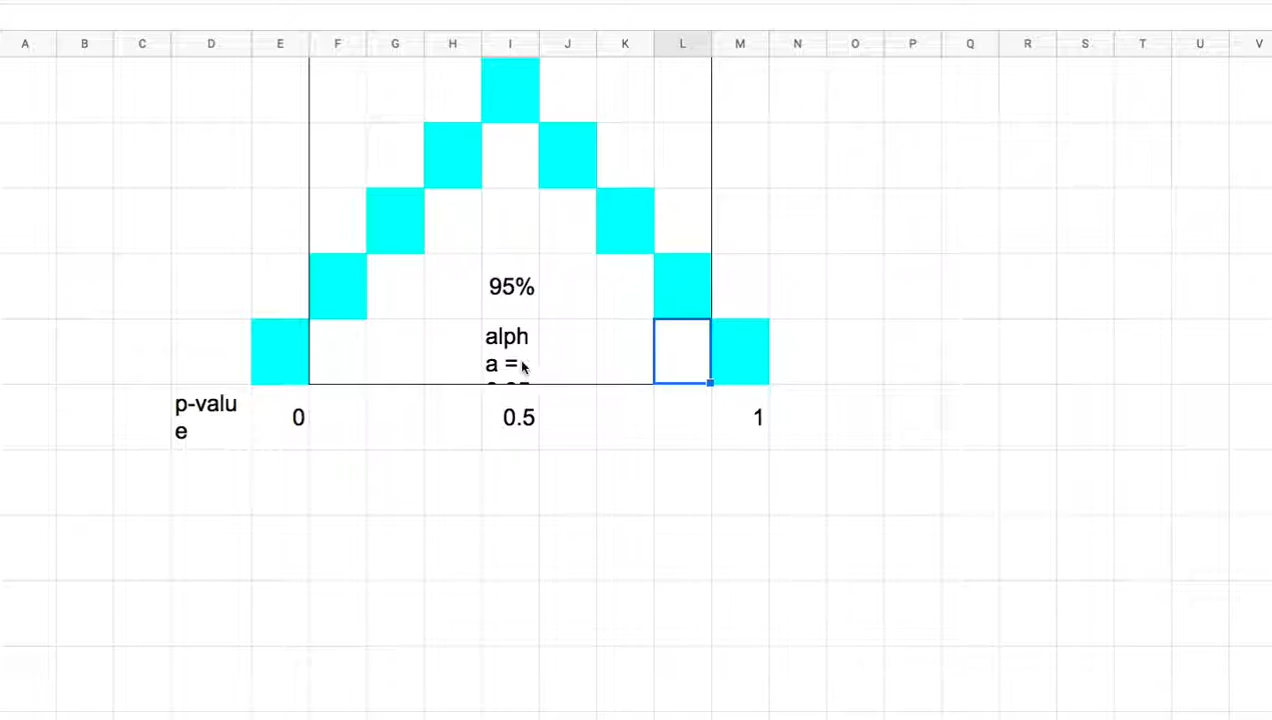 A B C D E F G H I J K L M N O P Q R S T U V
95%
alph
a =
p-valu
e
0 0.5 1